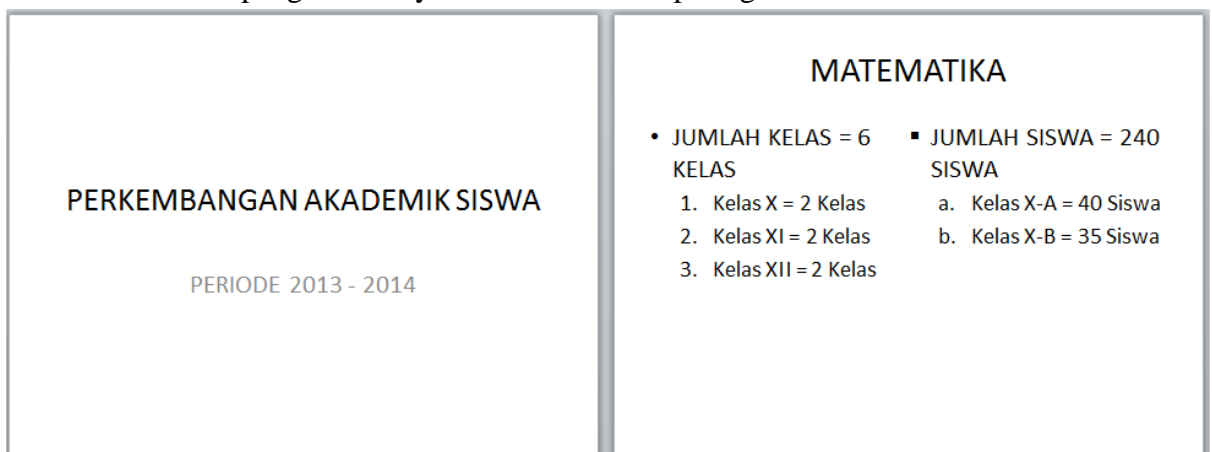 PERKEMBANGAN AKADEMIK SISWA
PERIODE 2013 - 2014
MATEMATIKA
• JUMLAH KELAS = 6
KELAS
1. Kelas X = 2 Kelas
2. Kelas XI = 2 Kelas
3. Kelas XII = 2 Kelas
▪ JUMLAH SISWA = 240
SISWA
a. Kelas X-A = 40 Siswa
b. Kelas X-B = 35 Siswa